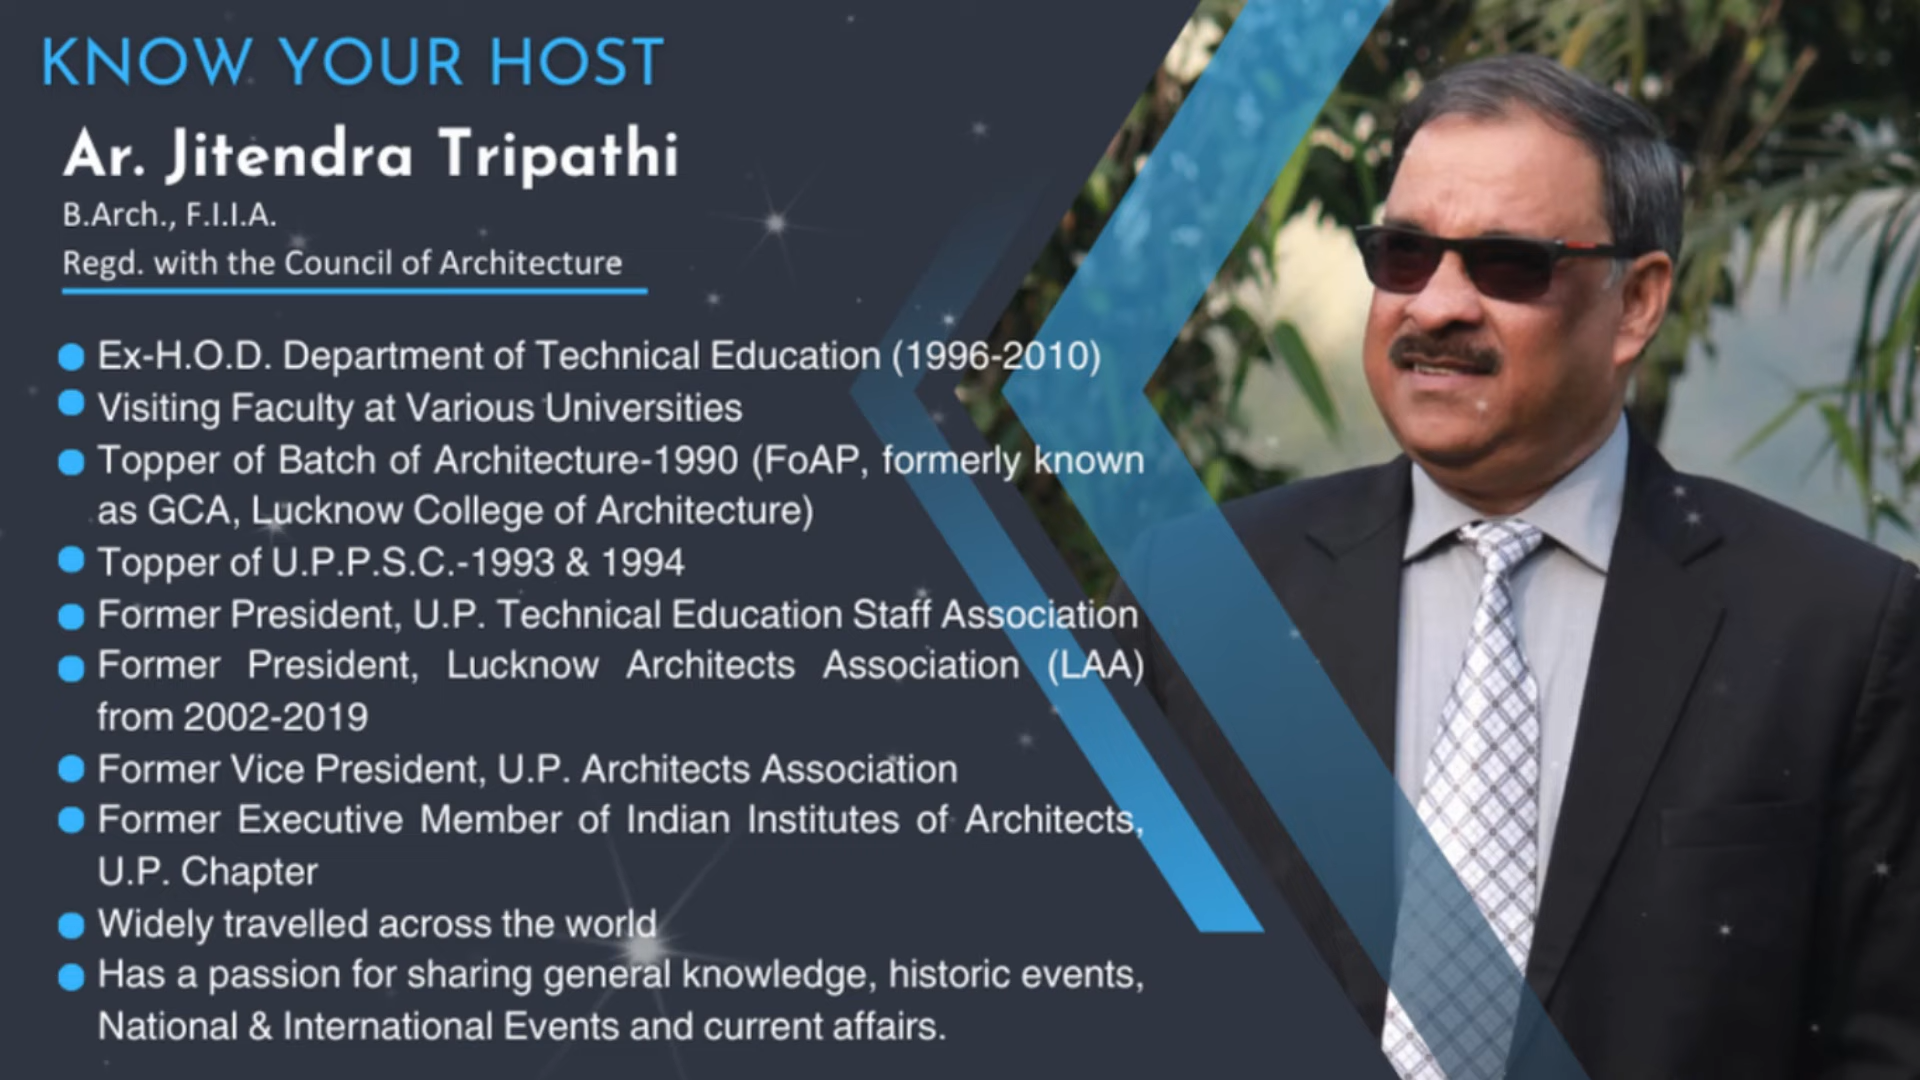 KNOW YOUR HOST
Ar. Jitendra Tripathi
B.Arch., F.I.I.A.
Regd. with the Council of Architecture
Ex-H.O.D. Department of Technical Education (1996-2010)
Visiting Faculty at Various Universities
Topper of Batch of Architecture-1990 (FoAP, formerly known
as GCA, Lucknow College of Architecture)
Topper of U.P.P.S.C.-1993 & 1994
Former President, U.P. Technical Education Staff Association
Former President, Lucknow Architects Association (LAA)
from 2002-2019
Former Vice President, U.P. Architects Association
Former Executive Member of Indian Institutes of Architects,
U.P. Chapter
Widely travelled across the world
Has a passion for sharing general knowledge, historic events,
National & International Events and current affairs.